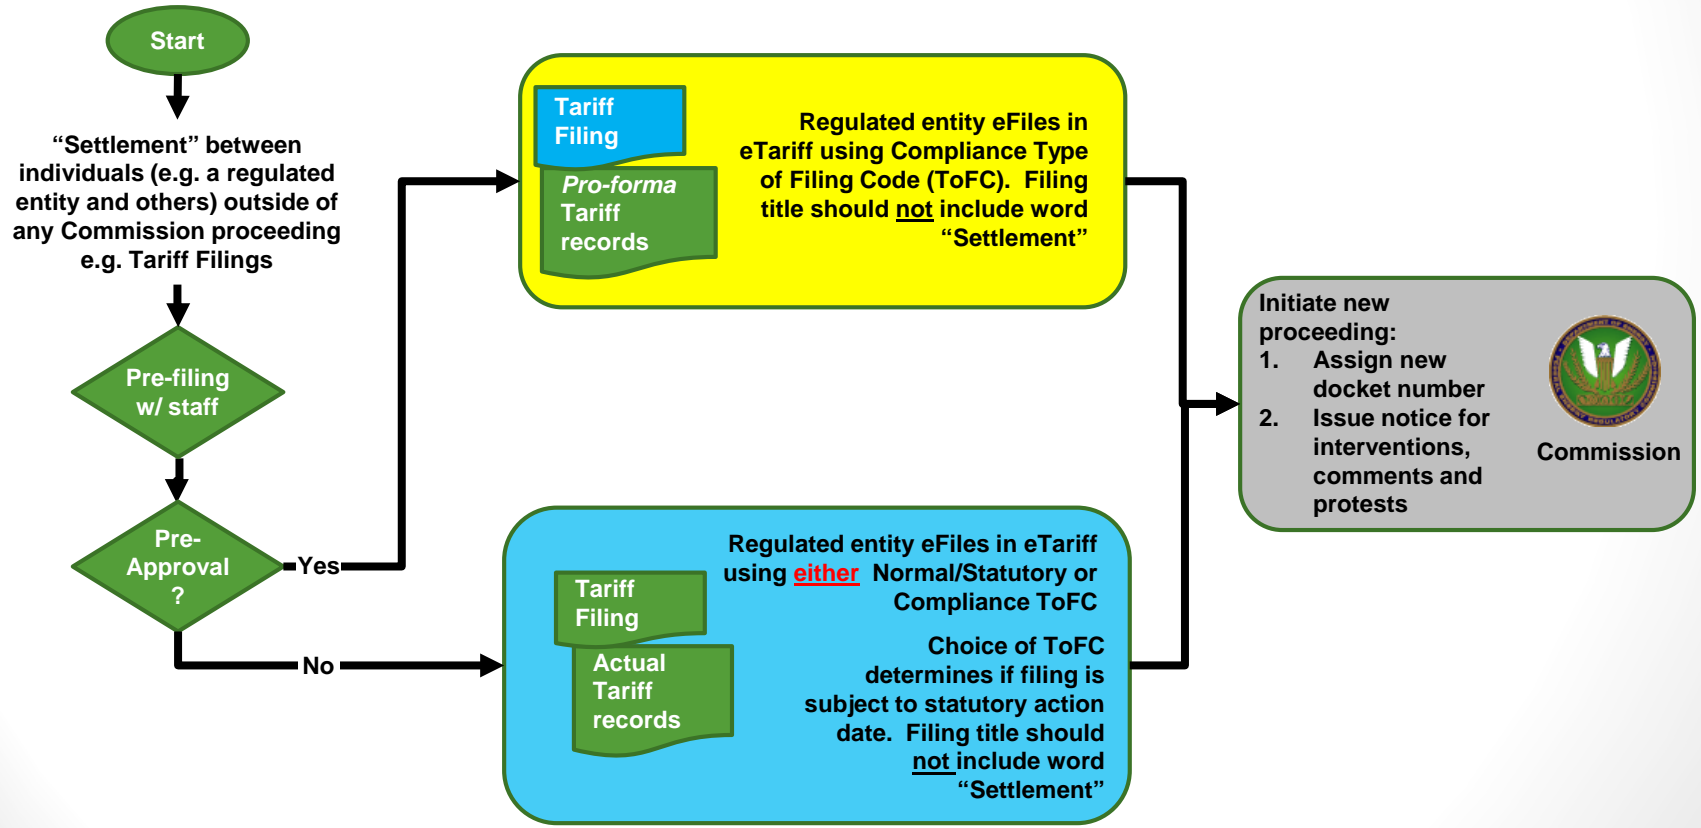 Start
“Settlement” between
individuals (e.g. a regulated
entity and others) outside of
any Commission proceeding
e.g. Tariff Filings
Pre-filing
w/ staff
Pre-
Approval
?
Yes
No
Tariff
Filing
Pro-forma
Tariff
records
Regulated entity eFiles in
eTariff using Compliance Type
of Filing Code (ToFC).  Filing
title should not include word
“Settlement”
Tariff
Filing
Actual
Tariff
records
Regulated entity eFiles in eTariff
using either  Normal/Statutory or
Compliance ToFC
Choice of ToFC
determines if filing is
subject to statutory action
date.  Filing title should
not include word
“Settlement”
Initiate new
proceeding:
1. Assign new
docket number
2. Issue notice for
interventions,
comments and
protests
Commission